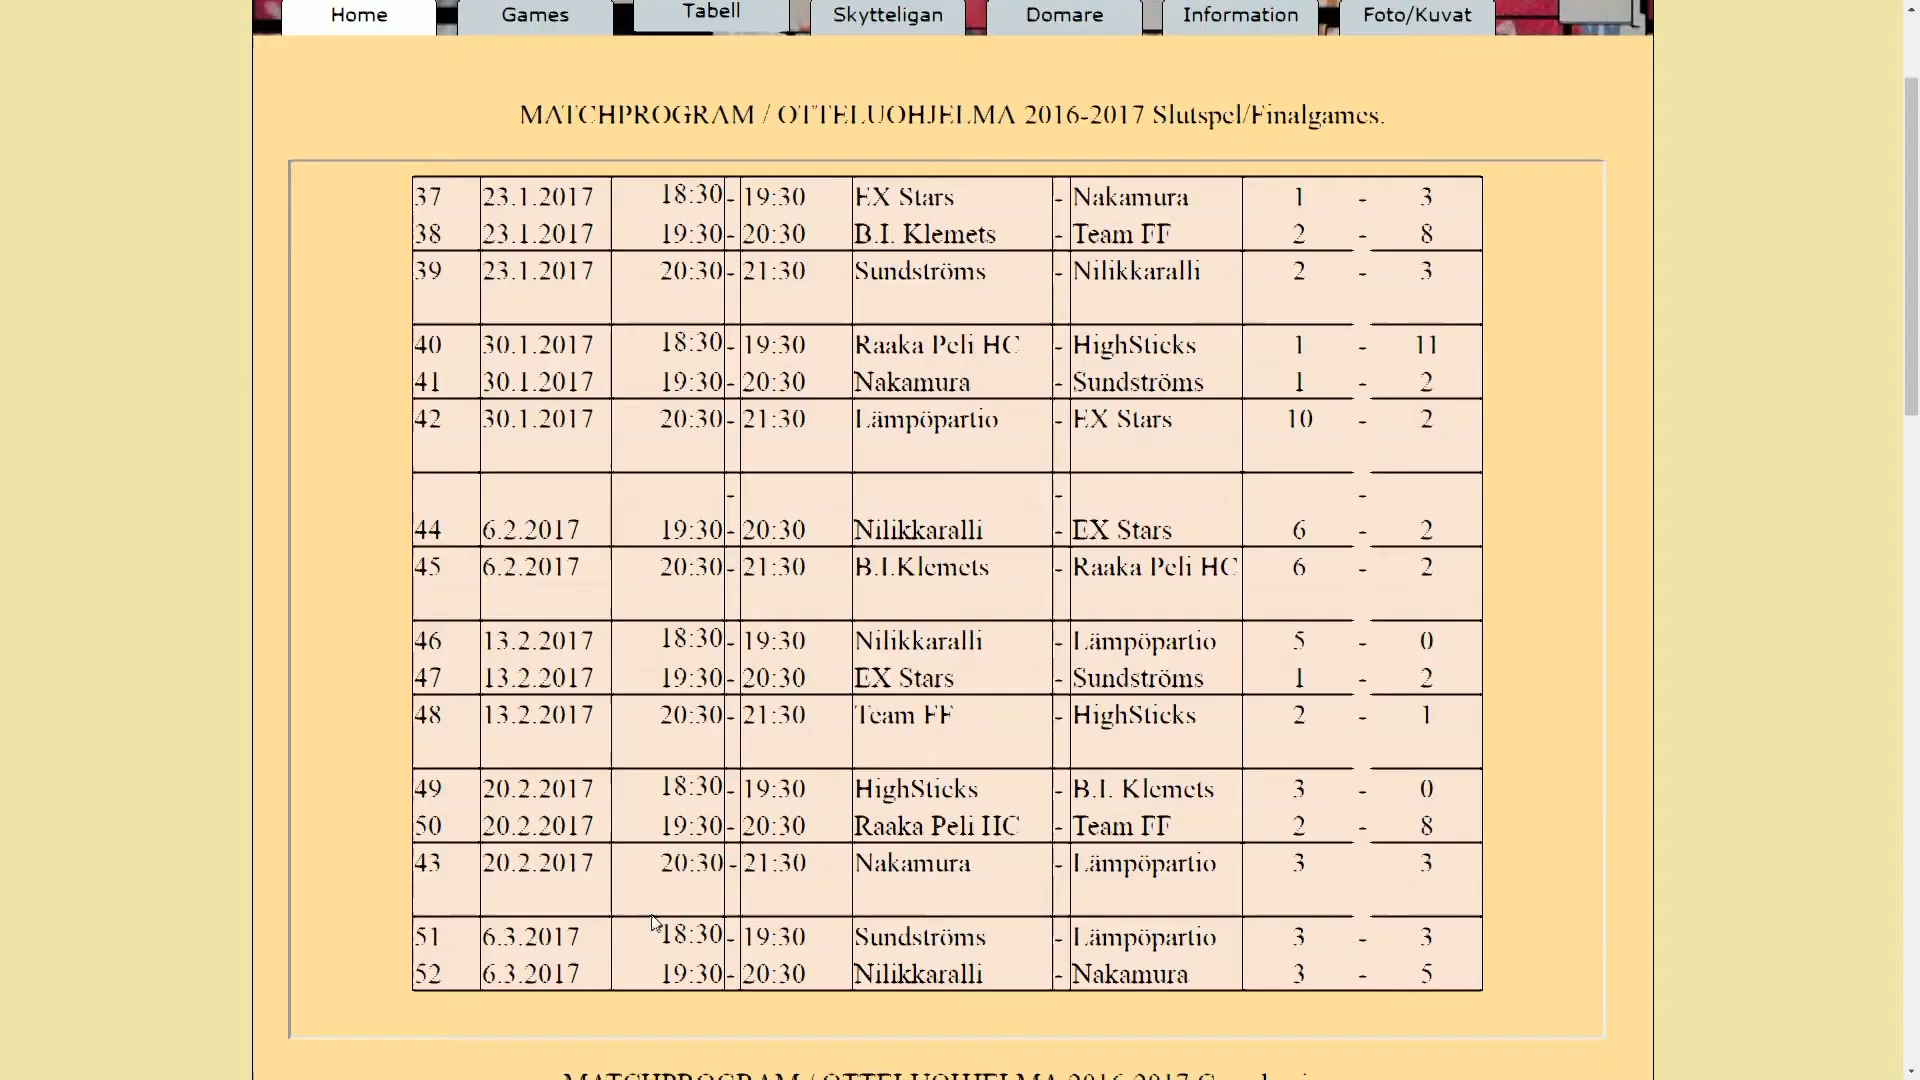 Home Games Tabell Skytteligan Domare Information Foto/Kuvat
MATCHPROGRAM / OTTELUOHJELMA 2016-2017 Slutspel/Finalgames.
37 23.1.2017 18:30 - 19:30 EX Stars - Nakamura 1 - 3
38 23.1.2017 19:30 - 20:30 B.I. Klemets - Team FF 2 - 8
39 23.1.2017 20:30 - 21:30 Sundströms - Nilikkaralli 2 - 3
40 30.1.2017 18:30 - 19:30 Raaka Peli HC - HighSticks 1 - 11
41 30.1.2017 19:30 - 20:30 Nakamura - Sundströms 1 - 2
42 30.1.2017 20:30 - 21:30 Lämpöpartio - EX Stars 10 - 2
- - -
44 6.2.2017 19:30 - 20:30 Nilikkaralli - EX Stars 6 - 2
45 6.2.2017 20:30 - 21:30 B.I.Klemets - Raaka Peli HC 6 - 2
46 13.2.2017 18:30 - 19:30 Nilikkaralli - Lämpöpartio 5 - 0
47 13.2.2017 19:30 - 20:30 EX Stars - Sundströms 1 - 2
48 13.2.2017 20:30 - 21:30 Team FF - HighSticks 2 - 1
49 20.2.2017 18:30 - 19:30 HighSticks - B.I. Klemets 3 - 0
50 20.2.2017 19:30 - 20:30 Raaka Peli HC - Team FF 2 - 8
43 20.2.2017 20:30 - 21:30 Nakamura - Lämpöpartio 3 - 3
51 6.3.2017 18:30 - 19:30 Sundströms - Lämpöpartio 3 - 3
52 6.3.2017 19:30 - 20:30 Nilikkaralli - Nakamura 3 - 5
MATCHPROGRAM / OTTELUOHJELMA 2016-2017